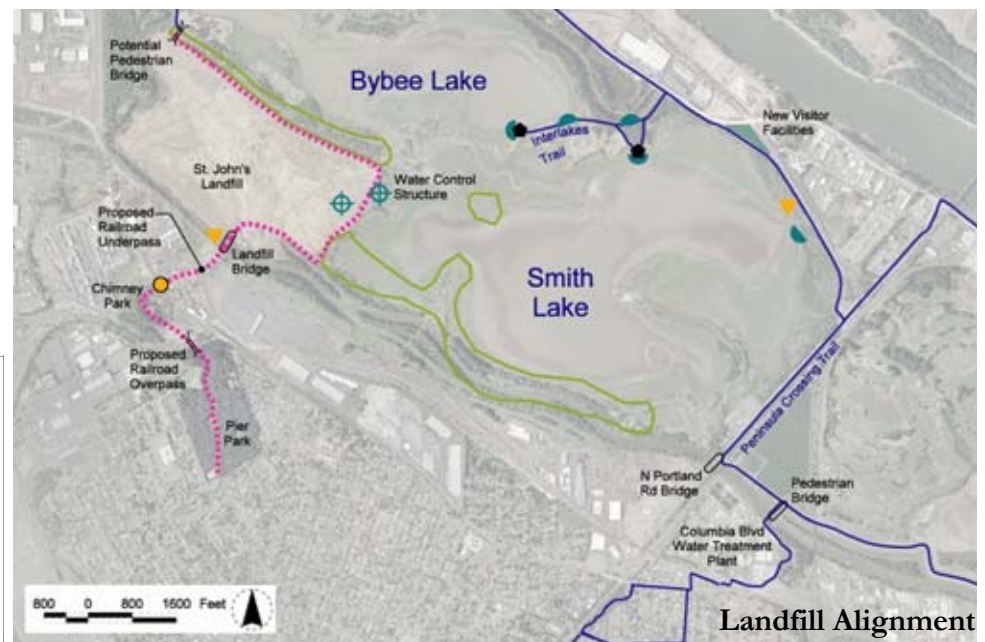 Potential
Pedestrian
Bridge
Bybee Lake
New Visitor
Facilities
Interlakes
Trail
St. John's
Landfill
Water Control
Structure
Proposed
Railroad
Underpass
Landfill
Bridge
Smith
Lake
Chimney
Park
Proposed
Railroad
Overpass
Pier
Park
Peninsula Crossing Trail
N Portland
Rd Bridge
Pedestrian
Bridge
Columbia Blvd
Water Treatment
Plant
800 0 800 1600 Feet
Landfill Alignment